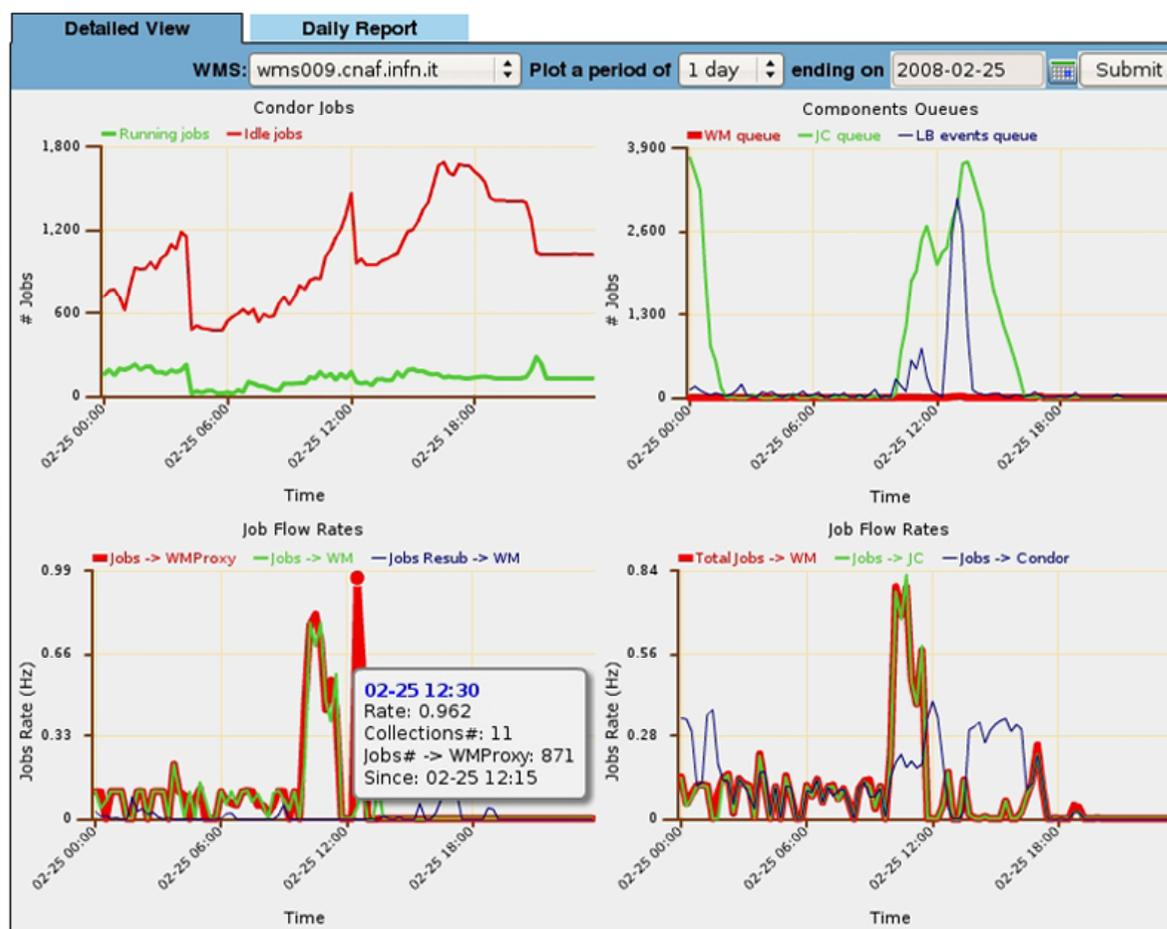 Detailed View Daily Report
WMS: wms009.cnaf.infn.it Plot a period of 1 day ending on 2008-02-25 Submit
Condor Jobs
Running jobs Idle jobs
1,800
1,200
600
0
# Jobs
02-25 00:00 02-25 06:00 02-25 12:00 02-25 18:00
Time
Components Queues
WM queue JC queue LB events queue
3,900
2,600
1,300
0
# Jobs
02-25 00:00 02-25 06:00 02-25 12:00 02-25 18:00
Time
Job Flow Rates
Jobs -> WMProxy Jobs -> WM Jobs Resub -> WM
0.99
0.66
0.33
0
Jobs Rate (Hz)
02-25 12:30
Rate: 0.962
Collections#: 11
Jobs# -> WMProxy: 871
Since: 02-25 12:15
02-25 00:00 02-25 06:00 02-25 12:00 02-25 18:00
Time
Job Flow Rates
Total Jobs -> WM Jobs -> JC Jobs -> Condor
0.84
0.56
0.28
0
Jobs Rate (Hz)
02-25 00:00 02-25 06:00 02-25 12:00 02-25 18:00
Time